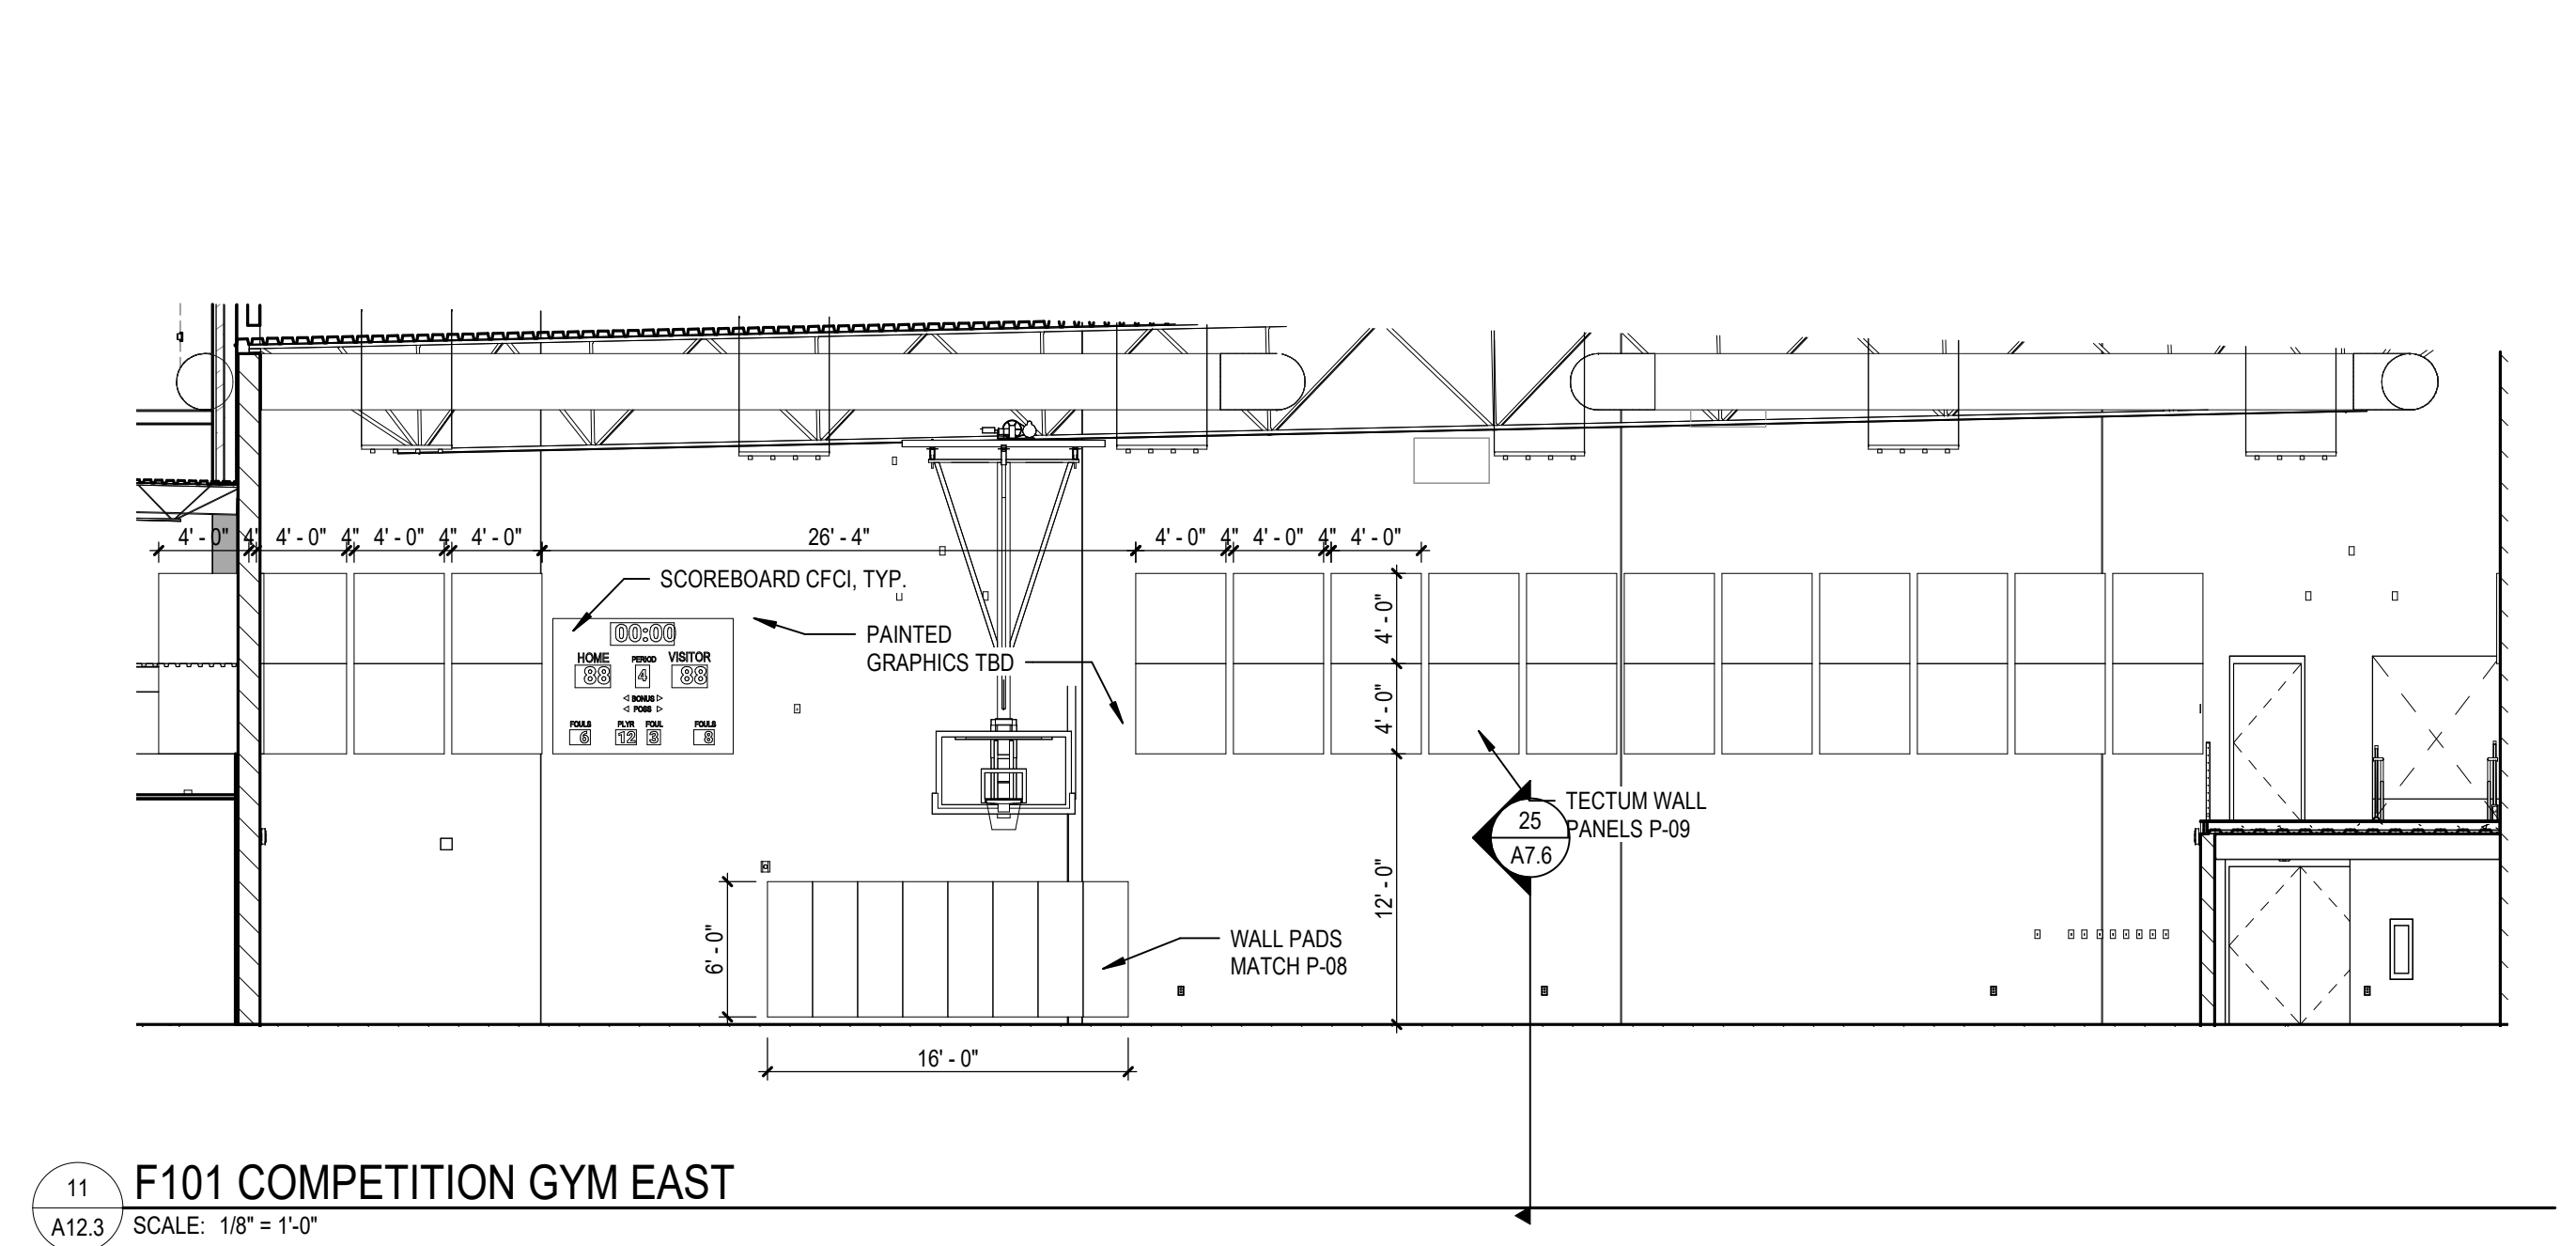 4' - 0" 4" 4' - 0" 4" 4' - 0" 4" 4' - 0" 26' - 4" 4' - 0" 4" 4' - 0" 4" 4' - 0"
SCOREBOARD CFCI, TYP.
PAINTED
GRAPHICS TBD
00:00
HOME PERIOD VISITOR
88 4 88
BONUS
POSS
FOULS PLYR FOUL FOULS
6 12 3 8
4' - 0"
4' - 0"
12' - 0"
TECTUM WALL
PANELS P-09
25
A7.6
6' - 0"
WALL PADS
MATCH P-08
16' - 0"
11
A12.3
F101 COMPETITION GYM EAST
SCALE: 1/8" = 1'-0"